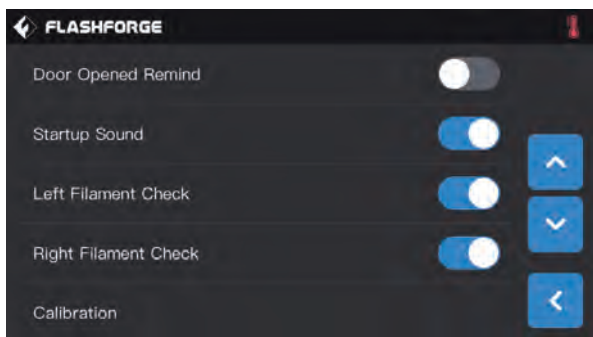 FLASHFORGE
Door Opened Remind
Startup Sound
Left Filament Check
Right Filament Check
Calibration